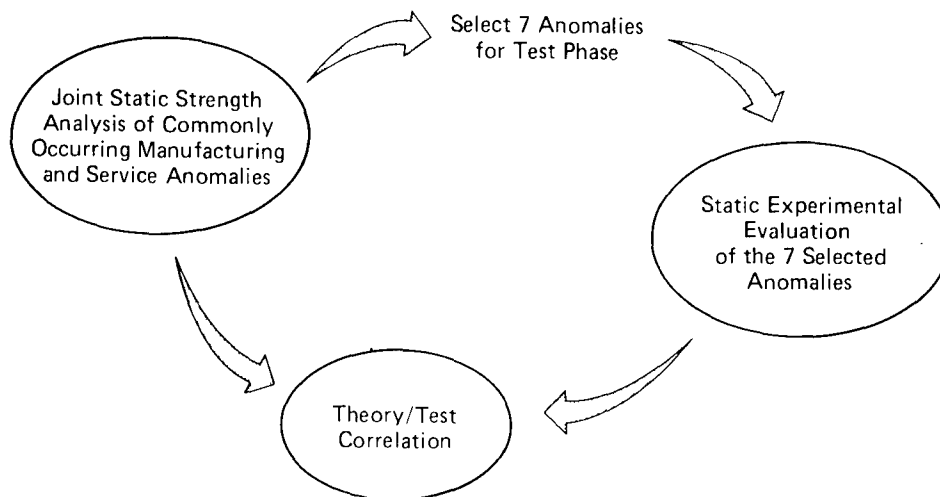 Select 7 Anomalies
for Test Phase
Joint Static Strength
Analysis of Commonly
Occurring Manufacturing
and Service Anomalies
Static Experimental
Evaluation
of the 7 Selected
Anomalies
Theory/Test
Correlation